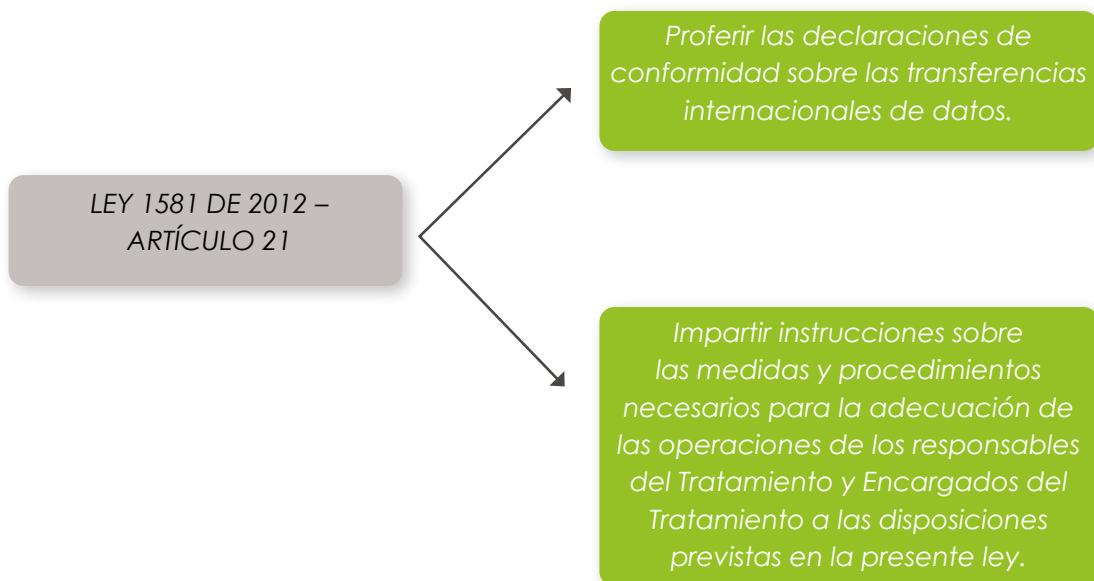 Proferir las declaraciones de
conformidad sobre las transferencias
internacionales de datos.
LEY 1581 DE 2012 –
ARTÍCULO 21
Impartir instrucciones sobre
las medidas y procedimientos
necesarios para la adecuación de
las operaciones de los responsables
del Tratamiento y Encargados del
Tratamiento a las disposiciones
previstas en la presente ley.